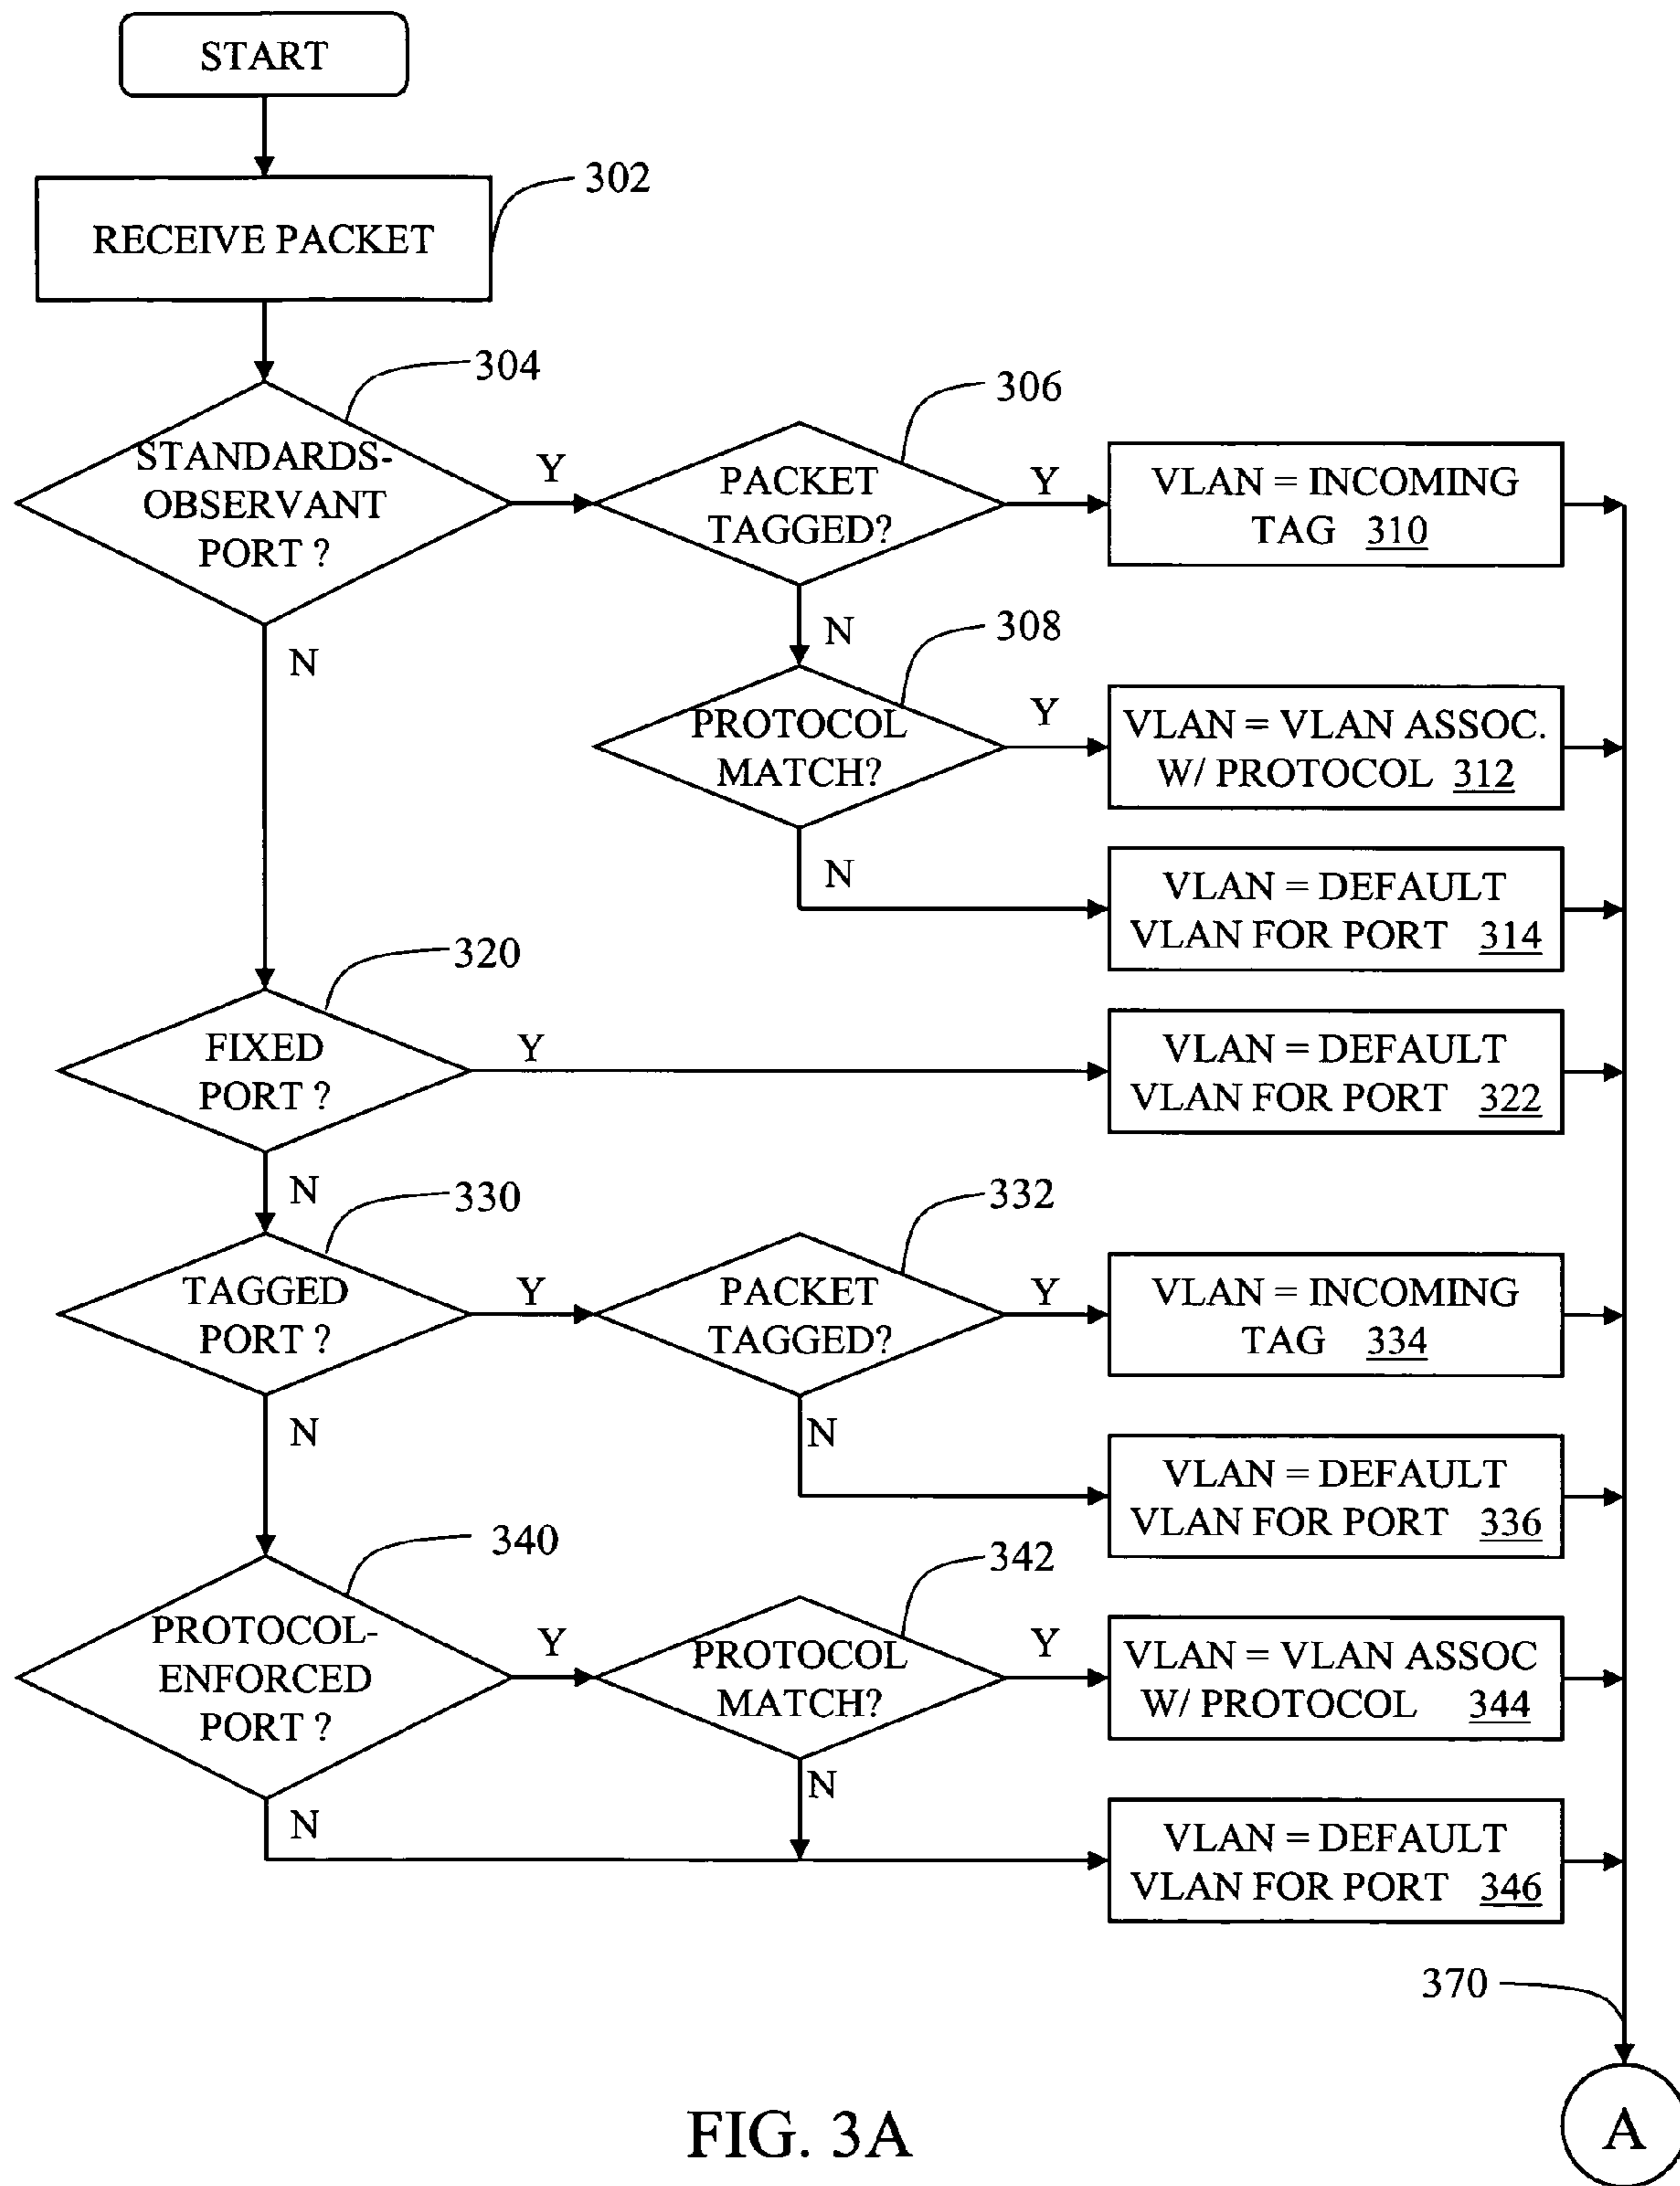 START
302
RECEIVE PACKET
304
STANDARDS-
OBSERVANT
PORT ?
Y
N
306
PACKET
TAGGED?
Y
N
VLAN = INCOMING
TAG 310
308
PROTOCOL
MATCH?
Y
N
VLAN = VLAN ASSOC.
W/ PROTOCOL 312
VLAN = DEFAULT
VLAN FOR PORT 314
320
FIXED
PORT ?
Y
N
VLAN = DEFAULT
VLAN FOR PORT 322
330
TAGGED
PORT ?
Y
N
332
PACKET
TAGGED?
Y
N
VLAN = INCOMING
TAG 334
VLAN = DEFAULT
VLAN FOR PORT 336
340
PROTOCOL-
ENFORCED
PORT ?
Y
N
342
PROTOCOL
MATCH?
Y
N
VLAN = VLAN ASSOC
W/ PROTOCOL 344
VLAN = DEFAULT
VLAN FOR PORT 346
370
A
FIG. 3A